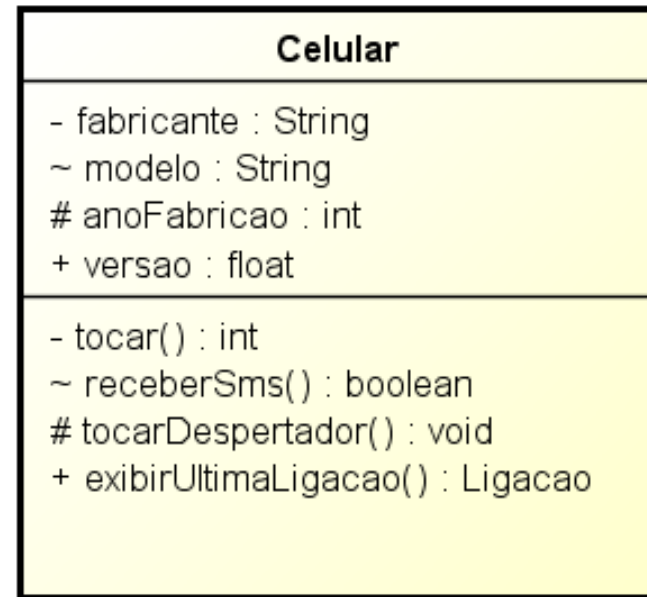 Celular
- fabricante : String
~ modelo : String
# anoFabricao : int
+ versao : float
- tocar() : int
~ receberSms() : boolean
# tocarDespertador() : void
+ exibirUltimaLigacao() : Ligacao